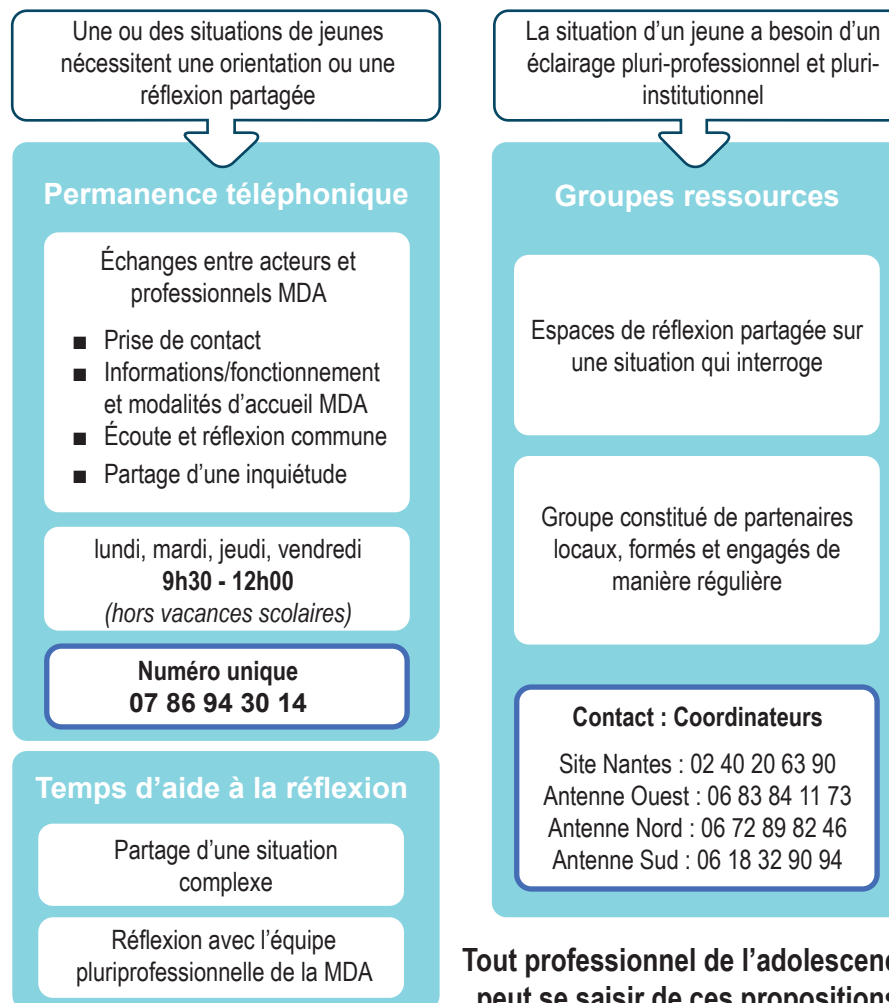 Une ou des situations de jeunes
nécessitent une orientation ou une
réflexion partagée
Permanence téléphonique
Échanges entre acteurs et
professionnels MDA
■ Prise de contact
■ Informations/fonctionnement
et modalités d’accueil MDA
■ Écoute et réflexion commune
■ Partage d’une inquiétude
lundi, mardi, jeudi, vendredi
9h30 - 12h00
(hors vacances scolaires)
Numéro unique
07 86 94 30 14
Temps d’aide à la réflexion
Partage d’une situation
complexe
Réflexion avec l’équipe
pluriprofessionnelle de la MDA
La situation d’un jeune a besoin d’un
éclairage pluri-professionnel et pluri-
institutionnel
Groupes ressources
Espaces de réflexion partagée sur
une situation qui interroge
Groupe constitué de partenaires
locaux, formés et engagés de
manière régulière
Contact : Coordinateurs
Site Nantes : 02 40 20 63 90
Antenne Ouest : 06 83 84 11 73
Antenne Nord : 06 72 89 82 46
Antenne Sud : 06 18 32 90 94
Tout professionnel de l’adolescen
peut se saisir de ces propositions